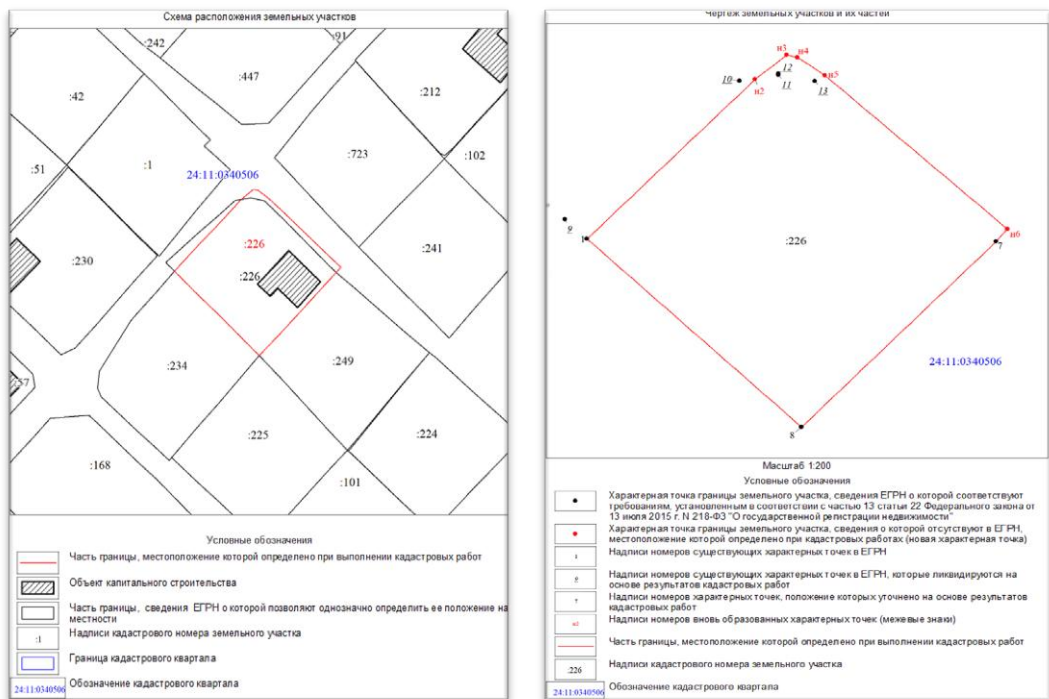 Схема расположения земельных участков
:242
:91
:447
:42
:212
:51
:1
:723
:102
24:11:0340506
:230
:226
:226
:241
:234
:249
:57
:225
:224
:168
:101
Условные обозначения
Часть границы, местоположение которой определено при выполнении кадастровых работ
Объект капитального строительства
Часть границы, сведения ЕГРН о которой позволяют однозначно определить ее положение на
местности
:1 Надписи кадастрового номера земельного участка
Граница кадастрового квартала
24:11:0340506 Обозначение кадастрового квартала
Чертеж земельных участков и их частей
н3
н4
12
10
н2
11
13
н5
9
1
:226
н6
7
24:11:0340506
8
Масштаб 1:200
Условные обозначения
Характерная точка границы земельного участка, сведения ЕГРН о которой соответствуют
требованиям, установленным в соответствии с частью 13 статьи 22 Федерального закона от
13 июля 2015 г. N 218-ФЗ "О государственной регистрации недвижимости"
Характерная точка границы земельного участка, сведения о которой отсутствуют в ЕГРН,
местоположение которой определено при кадастровых работах (новая характерная точка)
Надписи номеров существующих характерных точек в ЕГРН
Надписи номеров существующих характерных точек в ЕГРН, которые ликвидируются на
основе результатов кадастровых работ
7 Надписи номеров характерных точек, положение которых уточнено на основе результатов
кадастровых работ
н2 Надписи номеров вновь образованных характерных точек (межевые знаки)
Часть границы, местоположение которой определено при выполнении кадастровых работ
:226 Надписи кадастрового номера земельного участка
24:11:0340506 Обозначение кадастрового квартала